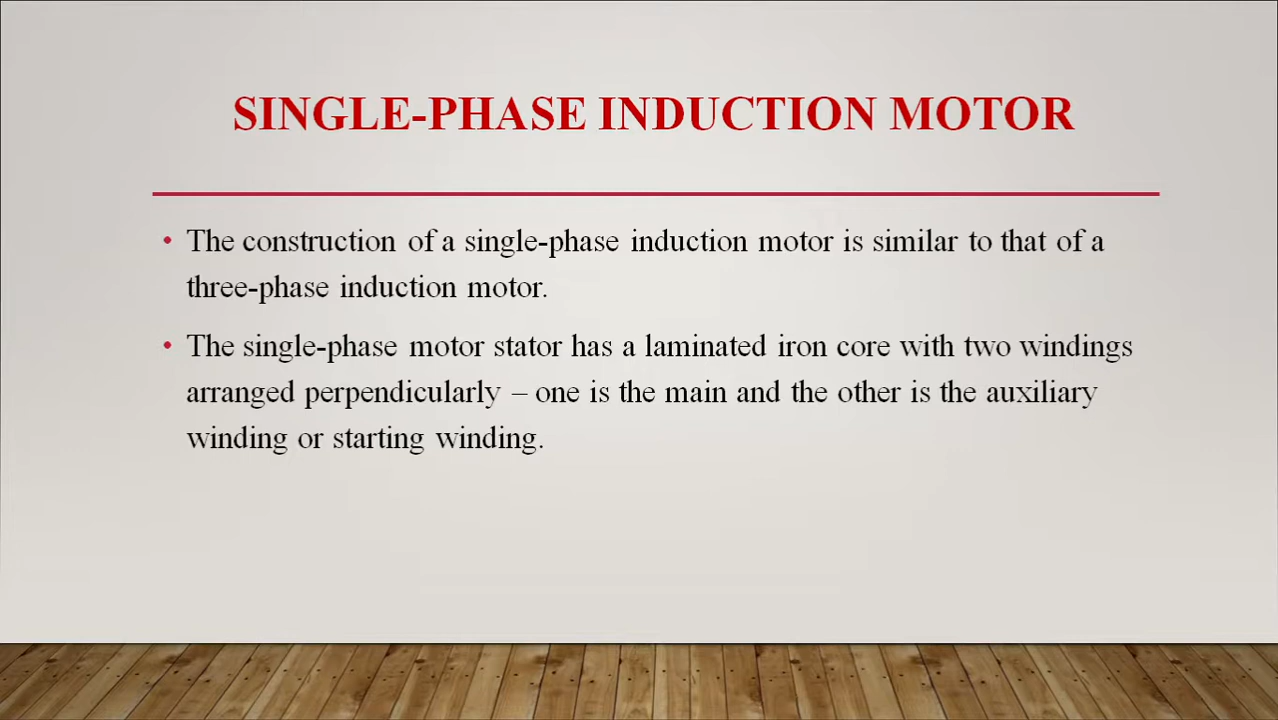 SINGLE-PHASE INDUCTION MOTOR
• The construction of a single-phase induction motor is similar to that of a
three-phase induction motor.
• The single-phase motor stator has a laminated iron core with two windings
arranged perpendicularly – one is the main and the other is the auxiliary
winding or starting winding.